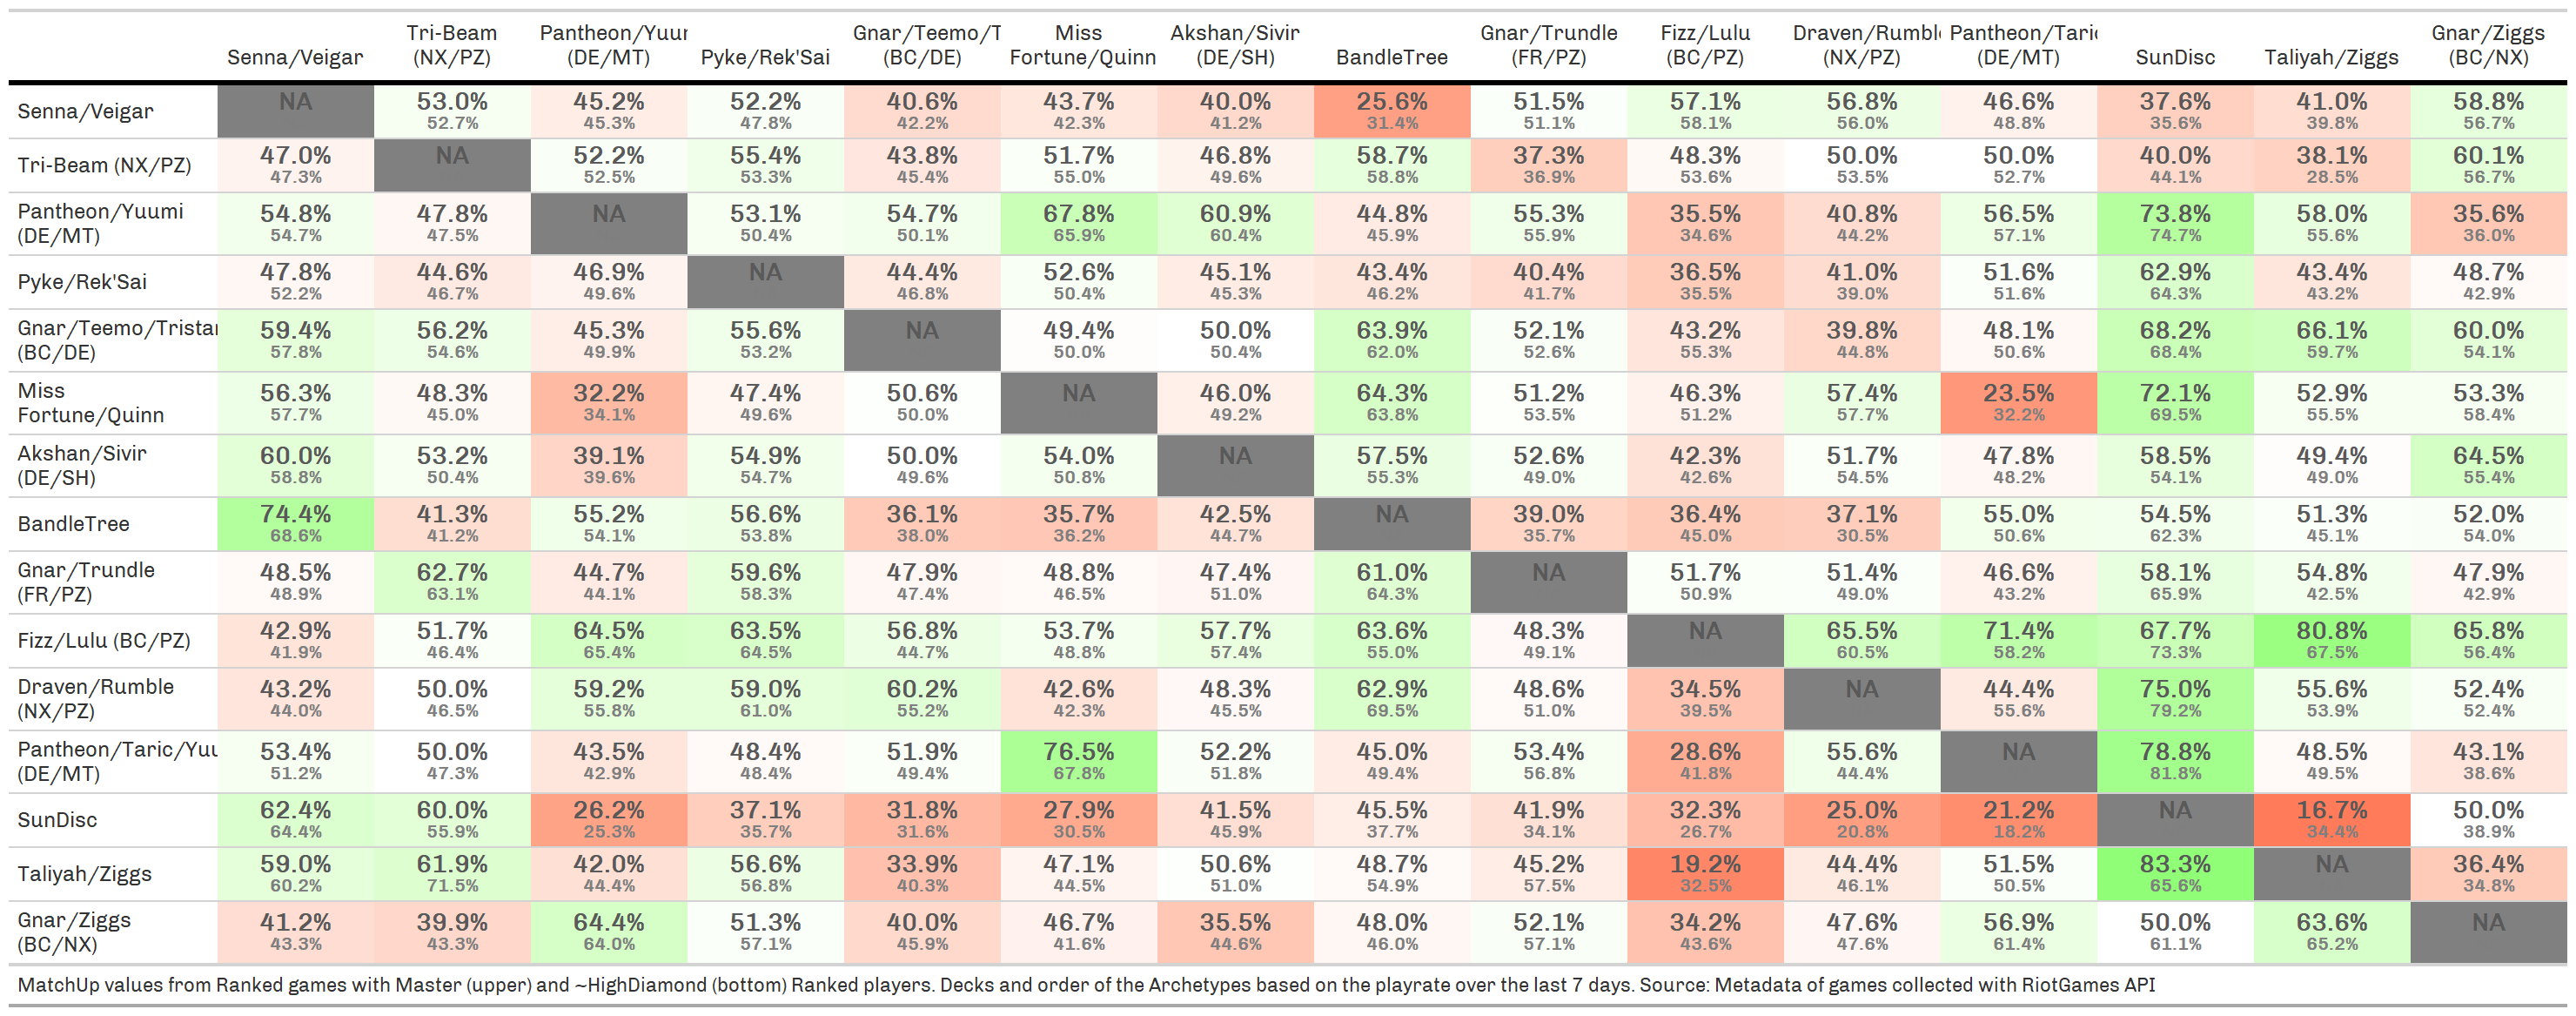 Tri-Beam Pantheon/Yuur Gnar/Teemo/T Miss Akshan/Sivir Gnar/Trundle Fizz/Lulu Draven/Rumbl Pantheon/Tari Gnar/Ziggs
Senna/Veigar (NX/PZ) (DE/MT) Pyke/Rek'Sai (BC/DE) Fortune/Quinn (DE/SH) BandleTree (FR/PZ) (BC/PZ) (NX/PZ) (DE/MT) SunDisc Taliyah/Ziggs (BC/NX)
Senna/Veigar NA 53.0% 45.2% 52.2% 40.6% 43.7% 40.0% 25.6% 51.5% 57.1% 56.8% 46.6% 37.6% 41.0% 58.8%
52.7% 45.3% 47.8% 42.2% 42.3% 41.2% 31.4% 51.1% 58.1% 56.0% 48.8% 35.6% 39.8% 56.7%
Tri-Beam (NX/PZ) 47.0% NA 52.2% 55.4% 43.8% 51.7% 46.8% 58.7% 37.3% 48.3% 50.0% 50.0% 40.0% 38.1% 60.1%
47.3% 52.5% 53.3% 45.4% 55.0% 49.6% 58.8% 36.9% 53.6% 53.5% 52.7% 44.1% 28.5% 56.7%
Pantheon/Yuumi 54.8% 47.8% NA 53.1% 54.7% 67.8% 60.9% 44.8% 55.3% 35.5% 40.8% 56.5% 73.8% 58.0% 35.6%
(DE/MT) 54.7% 47.5% 50.4% 50.1% 65.9% 60.4% 45.9% 55.9% 34.6% 44.2% 57.1% 74.7% 55.6% 36.0%
Pyke/Rek'Sai 47.8% 44.6% 46.9% NA 44.4% 52.6% 45.1% 43.4% 40.4% 36.5% 41.0% 51.6% 62.9% 43.4% 48.7%
52.2% 46.7% 49.6% 46.8% 50.4% 45.3% 46.2% 41.7% 35.5% 39.0% 51.6% 64.3% 43.2% 42.9%
Gnar/Teemo/Tristar 59.4% 56.2% 45.3% 55.6% NA 49.4% 50.0% 63.9% 52.1% 43.2% 39.8% 48.1% 68.2% 66.1% 60.0%
(BC/DE) 57.8% 54.6% 49.9% 53.2% 50.0% 50.4% 62.0% 52.6% 55.3% 44.8% 50.6% 68.4% 59.7% 54.1%
Miss 56.3% 48.3% 32.2% 47.4% 50.6% NA 46.0% 64.3% 51.2% 46.3% 57.4% 23.5% 72.1% 52.9% 53.3%
Fortune/Quinn 57.7% 45.0% 34.1% 49.6% 50.0% 49.2% 63.8% 53.5% 51.2% 57.7% 32.2% 69.5% 55.5% 58.4%
Akshan/Sivir 60.0% 53.2% 39.1% 54.9% 50.0% 54.0% NA 57.5% 52.6% 42.3% 51.7% 47.8% 58.5% 49.4% 64.5%
(DE/SH) 58.8% 50.4% 39.6% 54.7% 49.6% 50.8% 55.3% 49.0% 42.6% 54.5% 48.2% 54.1% 49.0% 55.4%
BandleTree 74.4% 41.3% 55.2% 56.6% 36.1% 35.7% 42.5% NA 39.0% 36.4% 37.1% 55.0% 54.5% 51.3% 52.0%
68.6% 41.2% 54.1% 53.8% 38.0% 36.2% 44.7% 35.7% 45.0% 30.5% 50.6% 62.3% 45.1% 54.0%
Gnar/Trundle 48.5% 62.7% 44.7% 59.6% 47.9% 48.8% 47.4% 61.0% NA 51.7% 51.4% 46.6% 58.1% 54.8% 47.9%
(FR/PZ) 48.9% 63.1% 44.1% 58.3% 47.4% 46.5% 51.0% 64.3% 50.9% 49.0% 43.2% 65.9% 42.5% 42.9%
Fizz/Lulu (BC/PZ) 42.9% 51.7% 64.5% 63.5% 56.8% 53.7% 57.7% 63.6% 48.3% NA 65.5% 71.4% 67.7% 80.8% 65.8%
41.9% 46.4% 65.4% 64.5% 44.7% 48.8% 57.4% 55.0% 49.1% 60.5% 58.2% 73.3% 67.5% 56.4%
Draven/Rumble 43.2% 50.0% 59.2% 59.0% 60.2% 42.6% 48.3% 62.9% 48.6% 34.5% NA 44.4% 75.0% 55.6% 52.4%
(NX/PZ) 44.0% 46.5% 55.8% 61.0% 55.2% 42.3% 45.5% 69.5% 51.0% 39.5% 55.6% 79.2% 53.9% 52.4%
Pantheon/Taric/Yuu 53.4% 50.0% 43.5% 48.4% 51.9% 76.5% 52.2% 45.0% 53.4% 28.6% 55.6% NA 78.8% 48.5% 43.1%
(DE/MT) 51.2% 47.3% 42.9% 48.4% 49.4% 67.8% 51.8% 49.4% 56.8% 41.8% 44.4% 81.8% 49.5% 38.6%
SunDisc 62.4% 60.0% 26.2% 37.1% 31.8% 27.9% 41.5% 45.5% 41.9% 32.3% 25.0% 21.2% NA 16.7% 50.0%
64.4% 55.9% 25.3% 35.7% 31.6% 30.5% 45.9% 37.7% 34.1% 26.7% 20.8% 18.2% 34.4% 38.9%
Taliyah/Ziggs 59.0% 61.9% 42.0% 56.6% 33.9% 47.1% 50.6% 48.7% 45.2% 19.2% 44.4% 51.5% 83.3% NA 36.4%
60.2% 71.5% 44.4% 56.8% 40.3% 44.5% 51.0% 54.9% 57.5% 32.5% 46.1% 50.5% 65.6% 34.8%
Gnar/Ziggs 41.2% 39.9% 64.4% 51.3% 40.0% 46.7% 35.5% 48.0% 52.1% 34.2% 47.6% 56.9% 50.0% 63.6% NA
(BC/NX) 43.3% 43.3% 64.0% 57.1% 45.9% 41.6% 44.6% 46.0% 57.1% 43.6% 47.6% 61.4% 61.1% 65.2%
MatchUp values from Ranked games with Master (upper) and ~HighDiamond (bottom) Ranked players. Decks and order of the Archetypes based on the playrate over the last 7 days. Source: Metadata of games collected with RiotGames API